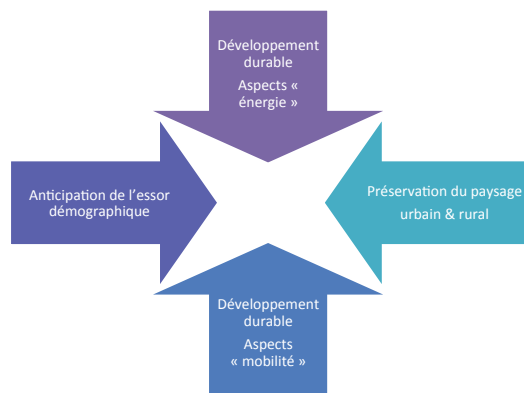 Développement
durable
Aspects «
énergie »
Anticipation de l'essor
démographique
Préservation du paysage
urbain & rural
Développement
durable
Aspects
« mobilité »